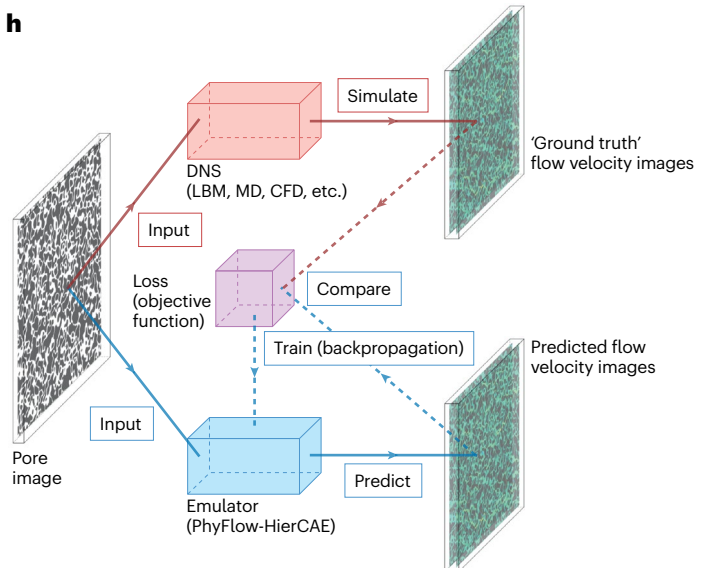 h
Simulate
'Ground truth'
flow velocity images
DNS
(LBM, MD, CFD, etc.)
Input
Loss
(objective
function)
Compare
Train (backpropagation)
Predicted flow
velocity images
Input
Pore
image
Predict
Emulator
(PhyFlow-HierCAE)